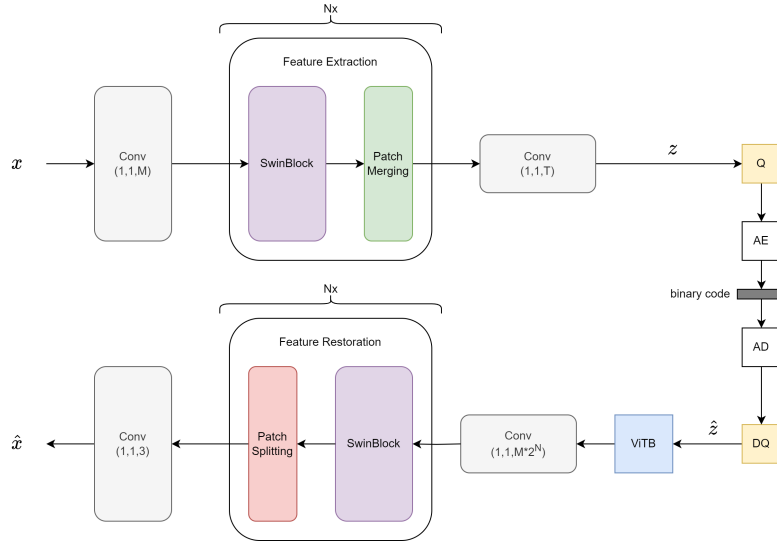 Nx
Feature Extraction
x
Conv
(1,1,M)
SwinBlock
Patch
Merging
Conv
(1,1,T)
z
Q
AE
binary code
AD
Nx
Feature Restoration
x̂
Conv
(1,1,3)
Patch
Splitting
SwinBlock
Conv
(1,1,M*2ᴺ)
ViTB
ẑ
DQ